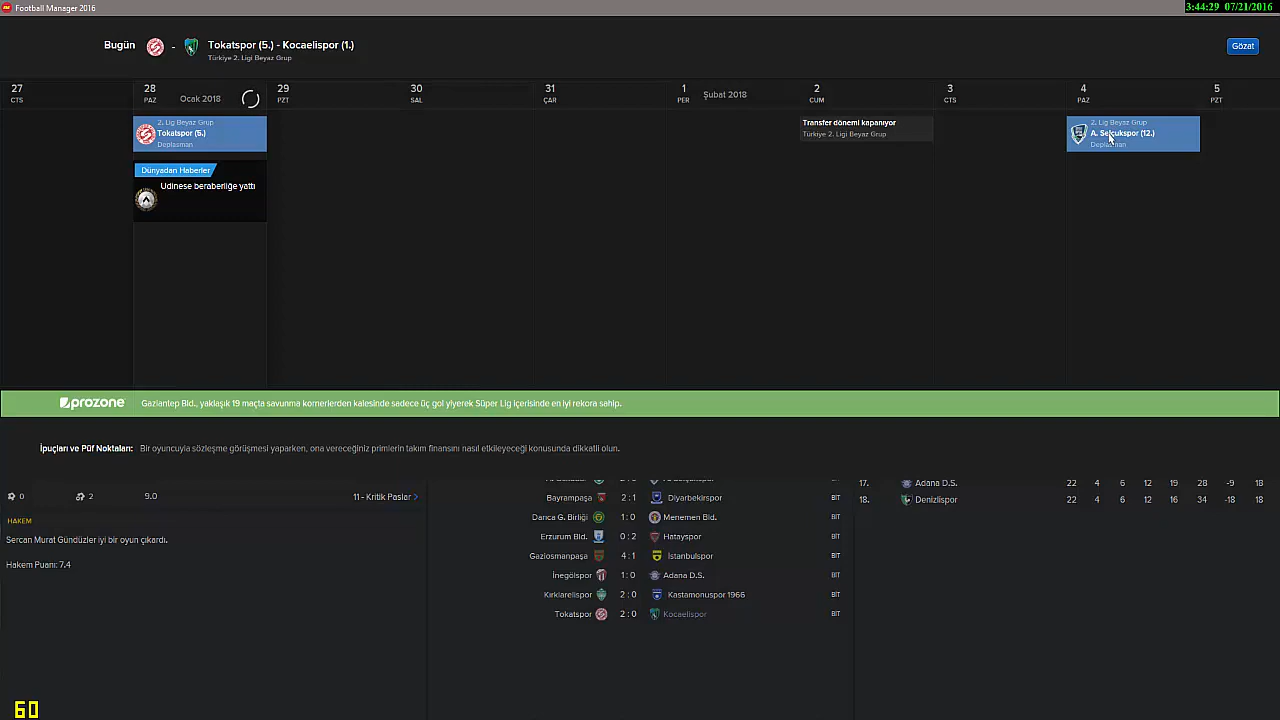 Football Manager 2016
3:44:29 07/21/2016
Bugün - Tokatspor (5.) - Kocaelispor (1.)
Türkiye 2. Ligi Beyaz Grup
Gözat
27 28 29 30 31 1 2 3 4 5
CTS PAZ Ocak 2018 PZT SAL ÇAR PER Şubat 2018 CUM CTS PAZ PZT
2. Lig Beyaz Grup
Tokatspor (5.)
Deplasman
Transfer dönemi kapanıyor
Türkiye 2. Ligi Beyaz Grup
2. Lig Beyaz Grup
A. Selçukspor (12.)
Deplasman
Dünyadan Haberler
Udinese beraberliğe yattı
prozone Gaziantep Bld., yaklaşık 19 maçta savunma kornerlerden kalesinde sadece üç gol yiyerek Süper Lig içerisinde en iyi rekora sahip.
İpuçları ve Püf Noktaları: Bir oyuncuyla sözleşme görüşmesi yaparken, ona vereceğiniz primlerin takım finansını nasıl etkileyeceği konusunda dikkatli olun.
0 2 9.0 11 - Kritik Paslar
HAKEM
Sercan Murat Gündüzler iyi bir oyun çıkardı.
Hakem Puanı: 7.4
Bayrampaşa 2 : 1 Diyarbekirspor BİT
Darıca G. Birliği 1 : 0 Menemen Bld. BİT
Erzurum Bld. 0 : 2 Hatayspor BİT
Gaziosmanpaşa 4 : 1 İstanbulspor BİT
İnegölspor 1 : 0 Adana D.S. BİT
Kırklarelispor 2 : 0 Kastamonuspor 1966 BİT
Tokatspor 2 : 0 Kocaelispor BİT
17. Adana D.S. 22 4 6 12 19 28 -9 18
18. Denizlispor 22 4 6 12 16 34 -18 18
60